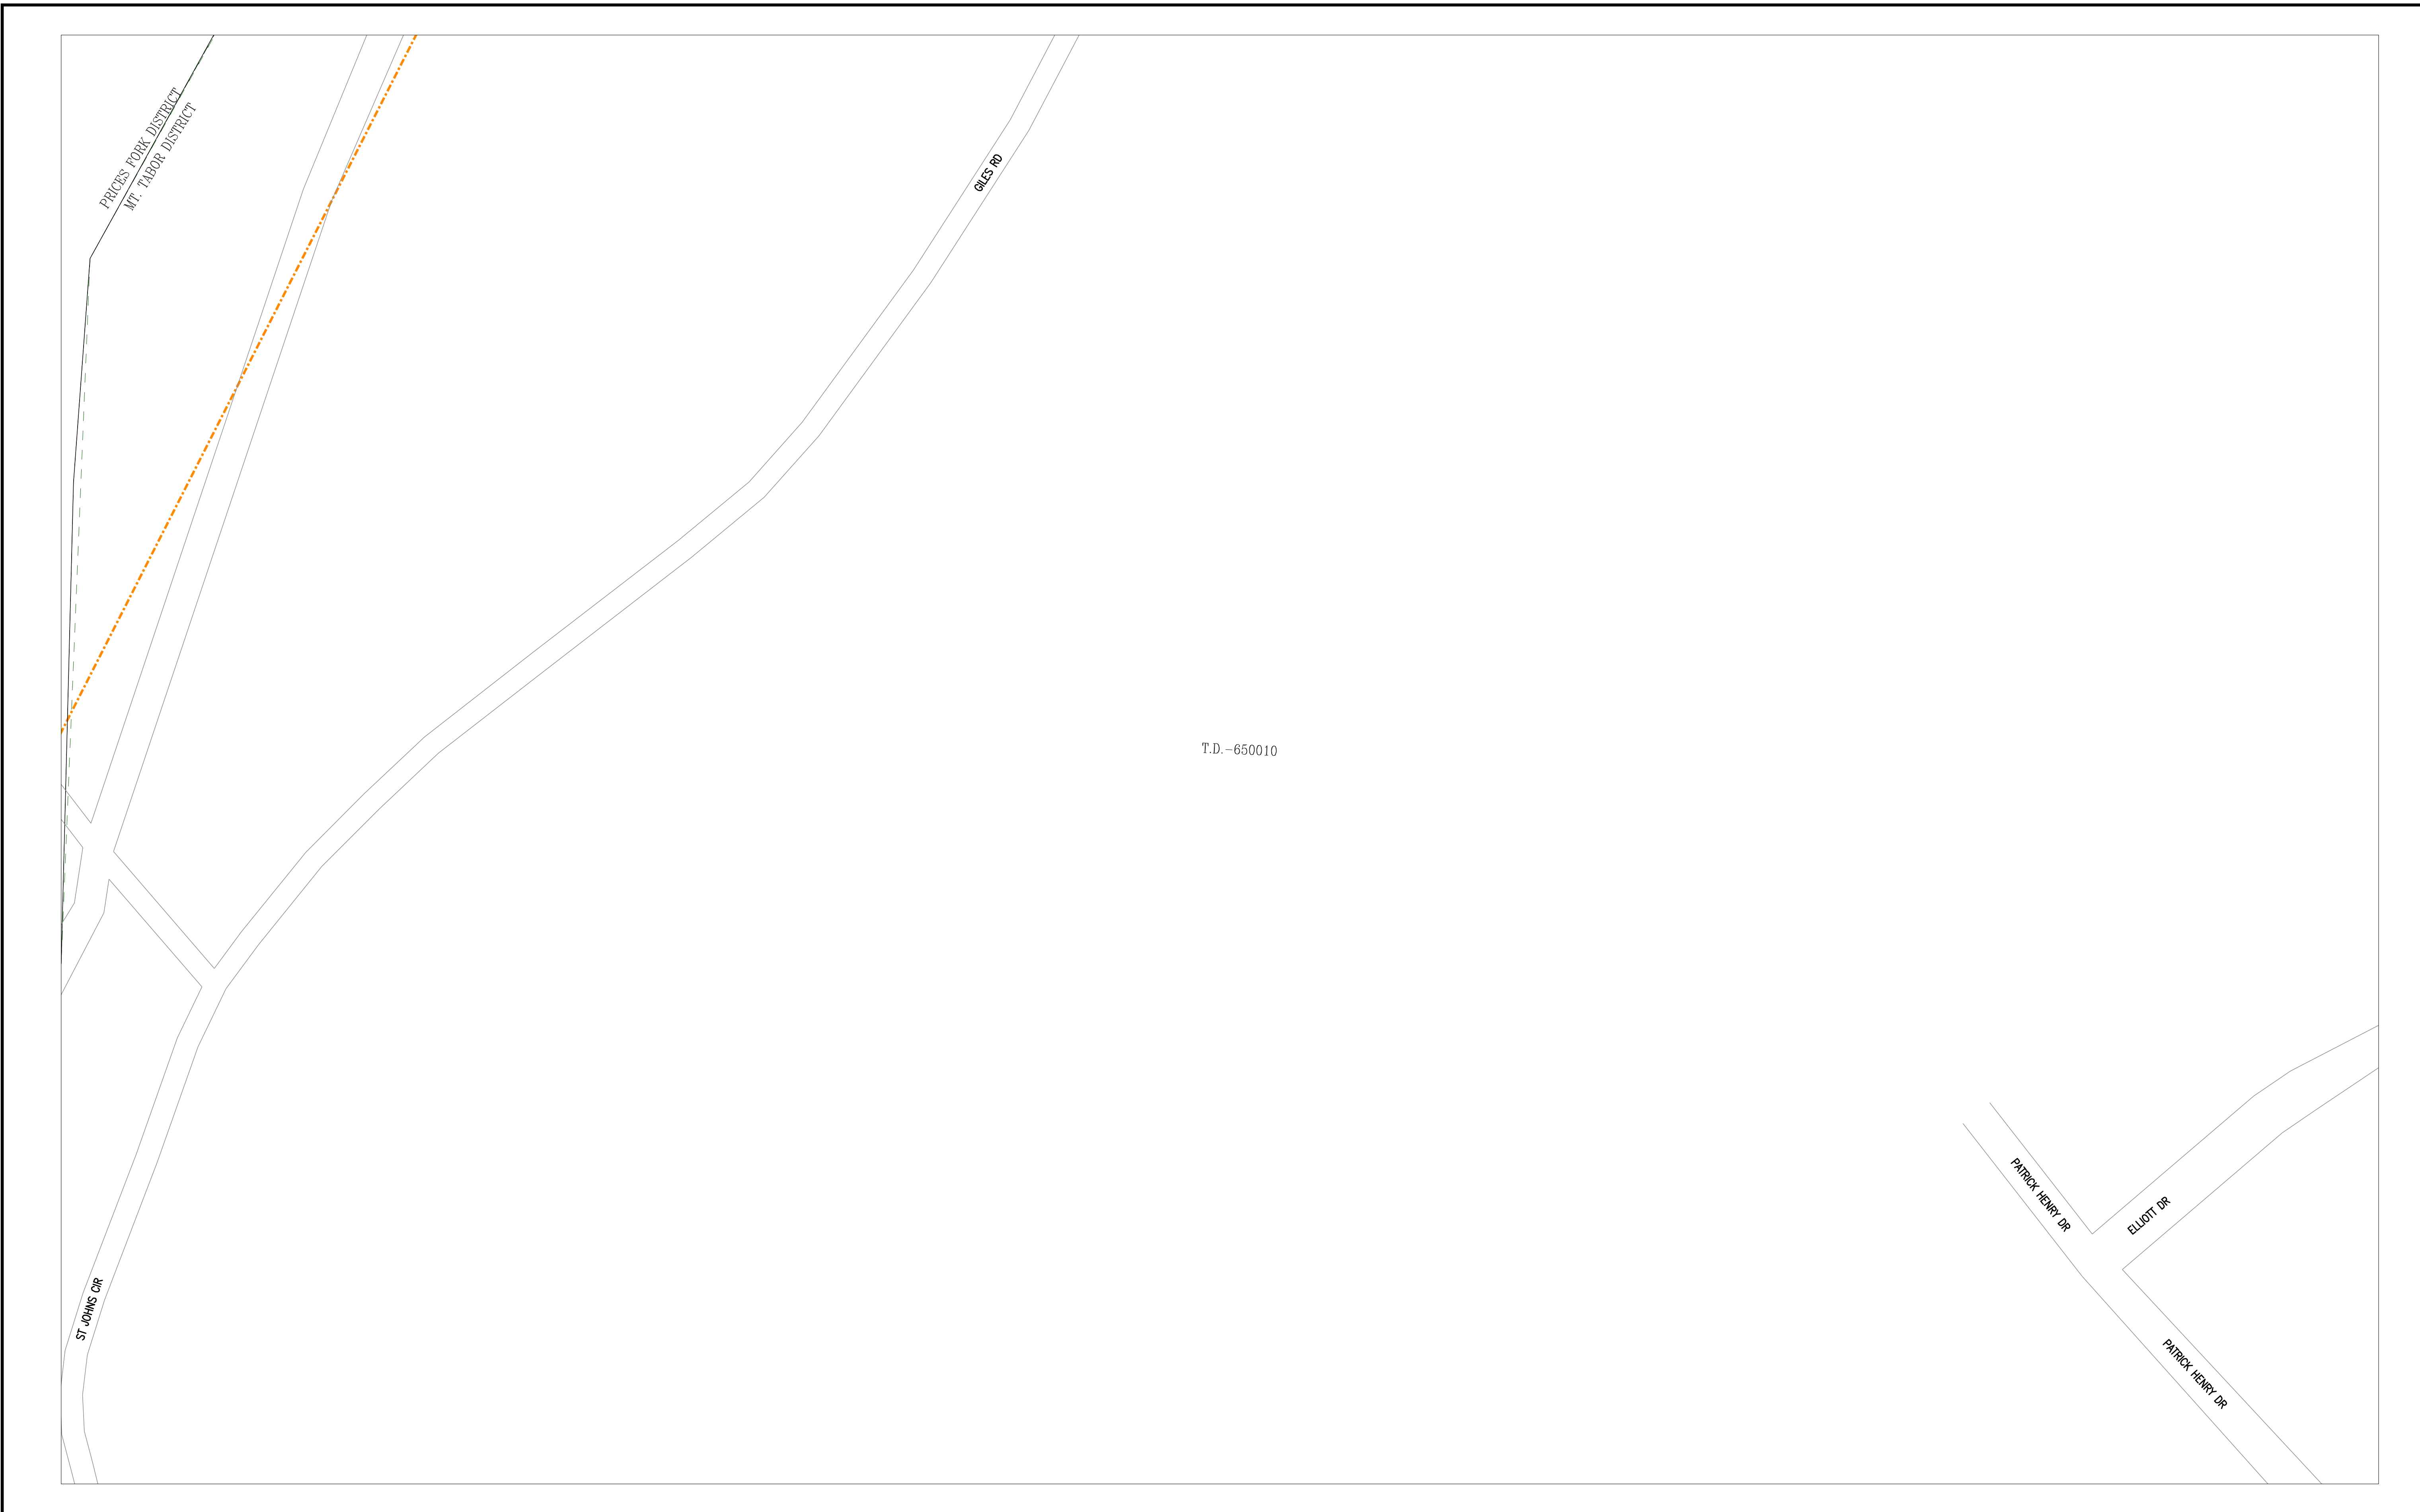 PRICES FORK DISTRICT
MT. TABOR DISTRICT
GILES RD
T.D.-650010
PATRICK HENRY DR
ELLIOTT DR
ST JOHNS CIR
PATRICK HENRY DR